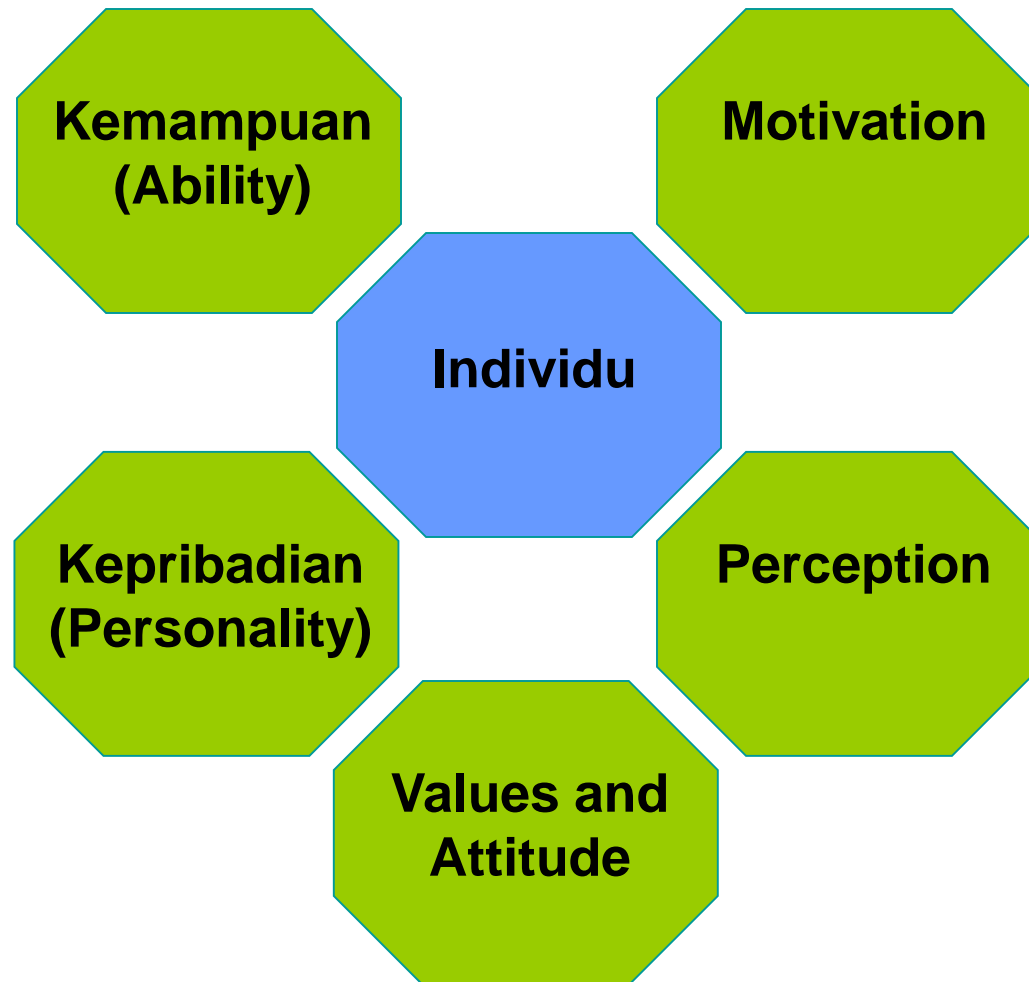 Kemampuan
(Ability)
Motivation
Individu
Kepribadian
(Personality)
Perception
Values and
Attitude